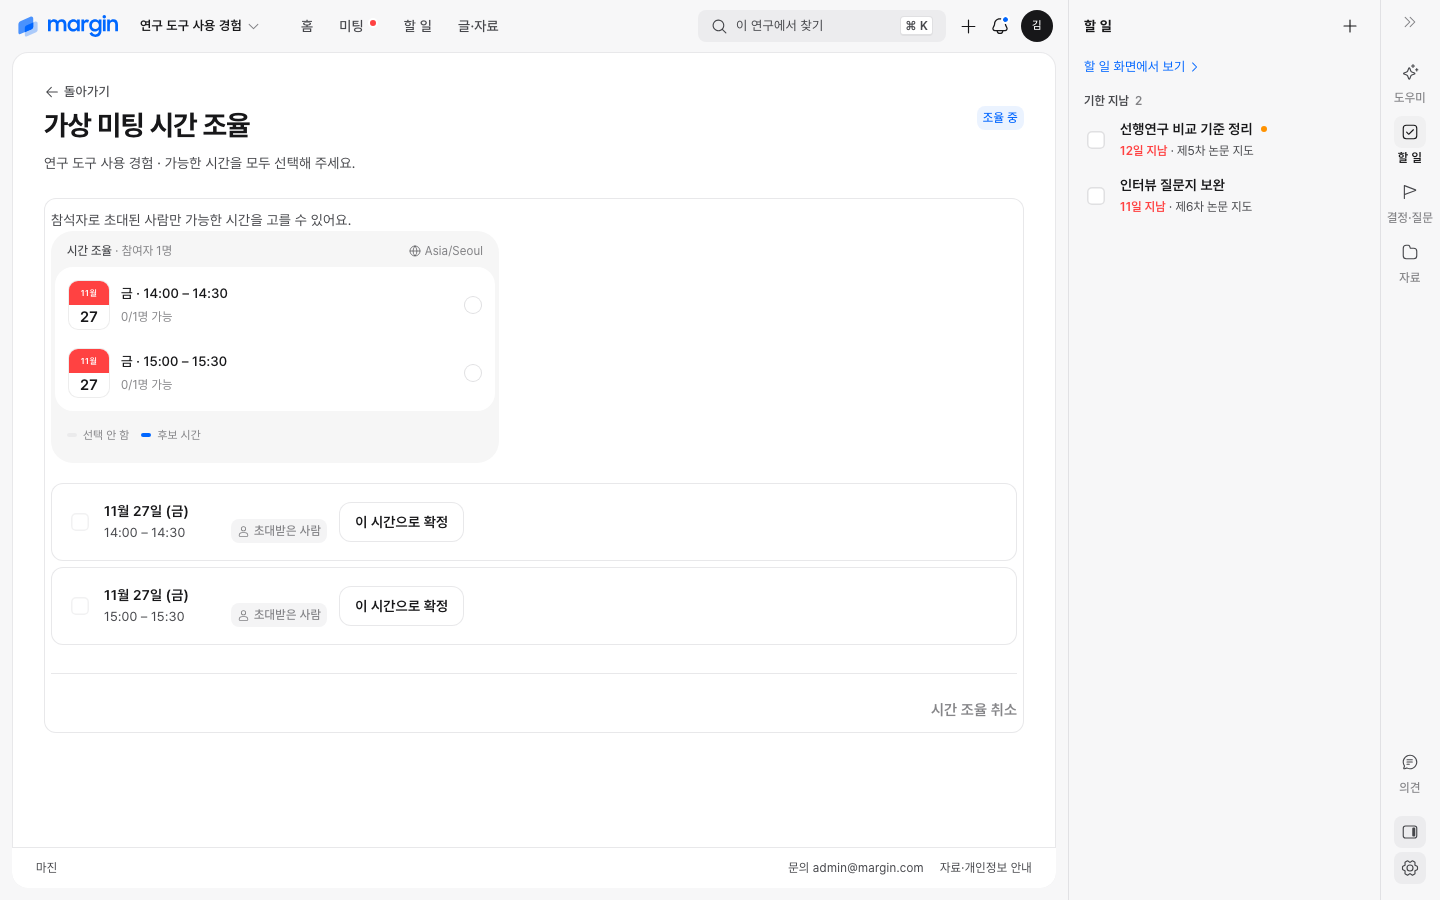 margin
연구 도구 사용 경험
홈
미팅
할 일
글·자료
이 연구에서 찾기
⌘ K
김
돌아가기
가상 미팅 시간 조율
조율 중
연구 도구 사용 경험 · 가능한 시간을 모두 선택해 주세요.
참석자로 초대된 사람만 가능한 시간을 고를 수 있어요.
시간 조율 · 참여자 1명
Asia/Seoul
11월
27
금 · 14:00 – 14:30
0/1명 가능
11월
27
금 · 15:00 – 15:30
0/1명 가능
선택 안 함
후보 시간
11월 27일 (금)
14:00 – 14:30
초대받은 사람
이 시간으로 확정
11월 27일 (금)
15:00 – 15:30
초대받은 사람
이 시간으로 확정
시간 조율 취소
마진
문의 admin@margin.com
자료·개인정보 안내
할 일
할 일 화면에서 보기
기한 지남 2
선행연구 비교 기준 정리
12일 지남 · 제5차 논문 지도
인터뷰 질문지 보완
11일 지남 · 제6차 논문 지도
도우미
할 일
결정·질문
자료
의견